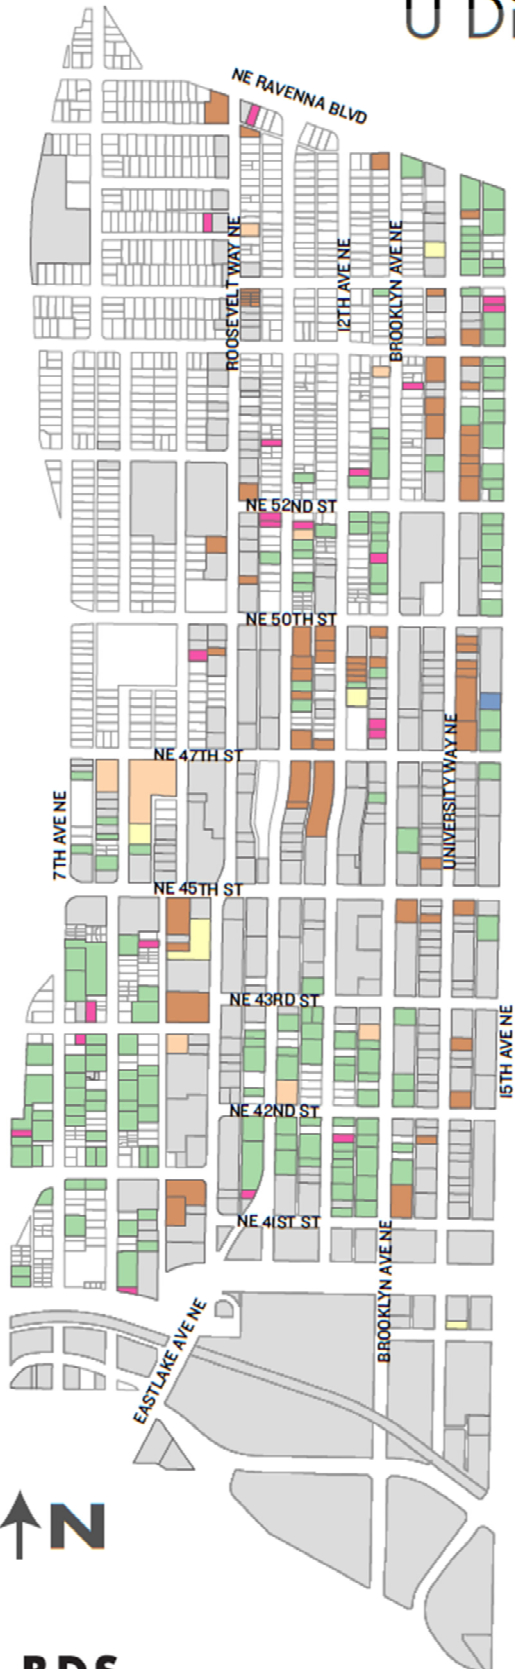 U Di
NE RAVENNA BLVD
ROOSEVELT WAY NE
12TH AVE NE
BROOKLYN AVE NE
NE 52ND ST
NE 50TH ST
UNIVERSITY WAY NE
NE 47TH ST
7TH AVE NE
NE 45TH ST
NE 43RD ST
15TH AVE NE
NE 42ND ST
NE 41ST ST
BROOKLYN AVE NE
EASTLAKE AVE NE
N